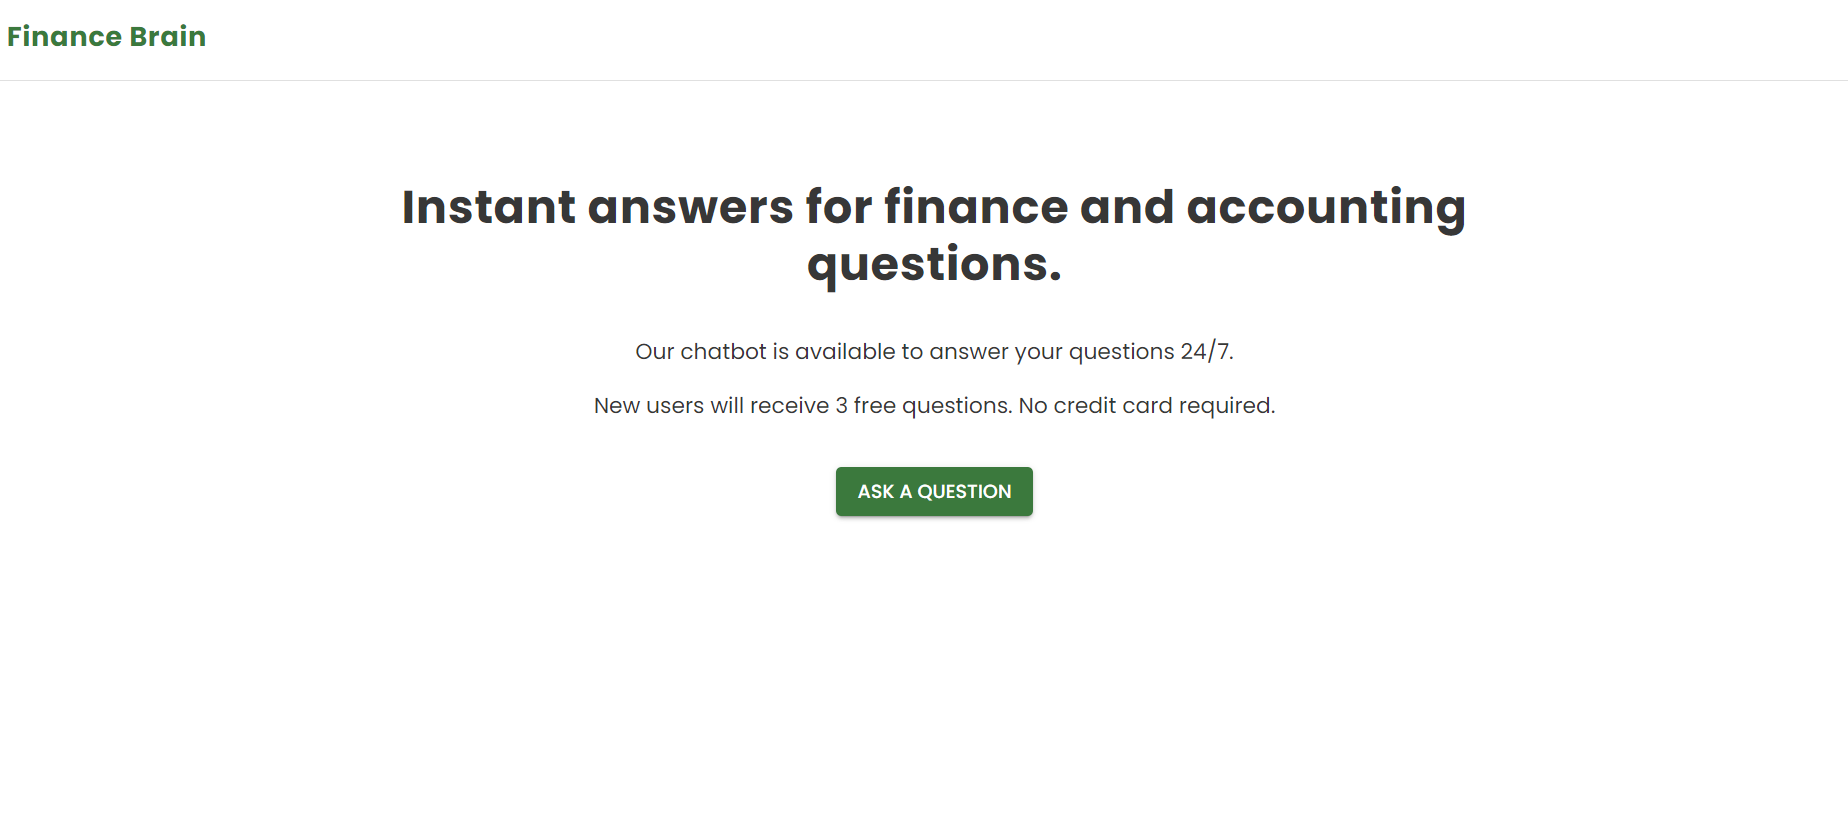 Finance Brain
Instant answers for finance and accounting
questions.
Our chatbot is available to answer your questions 24/7.
New users will receive 3 free questions. No credit card required.
ASK A QUESTION